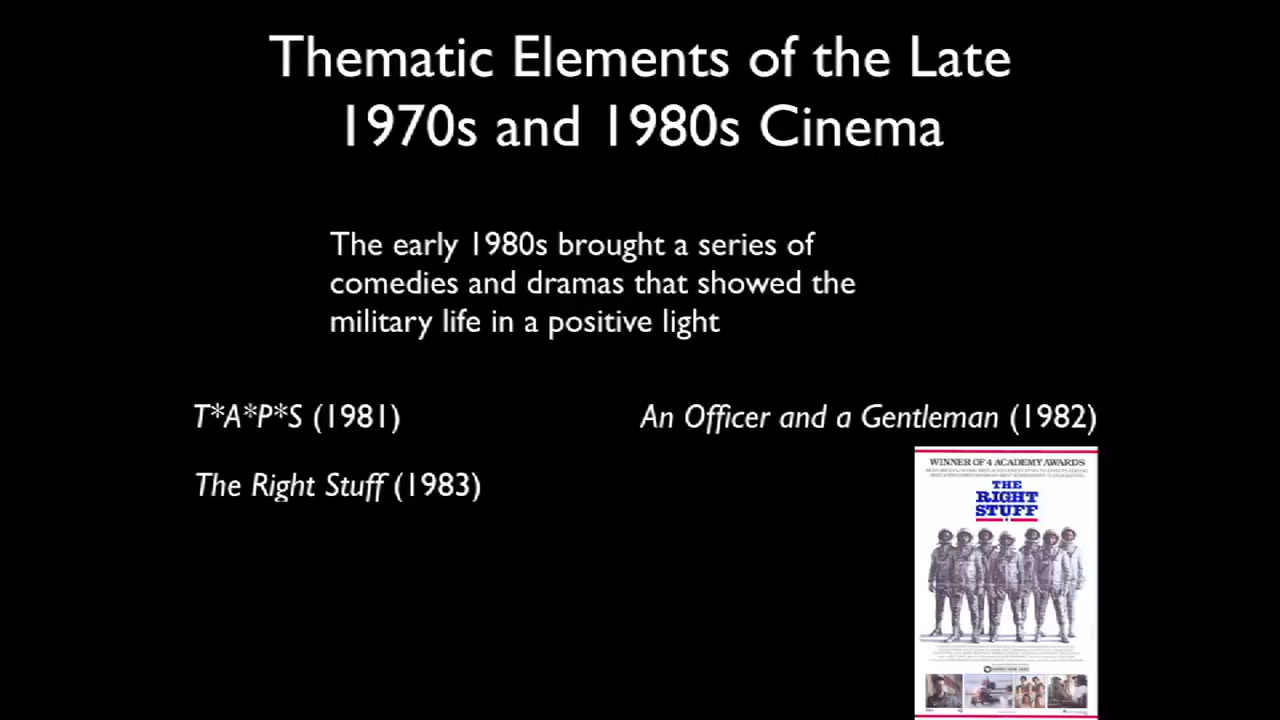 Thematic Elements of the Late
1970s and 1980s Cinema
The early 1980s brought a series of
comedies and dramas that showed the
military life in a positive light
T*A*P*S (1981)
An Officer and a Gentleman (1982)
The Right Stuff (1983)
WINNER OF 4 ACADEMY AWARDS
THE
RIGHT
STUFF